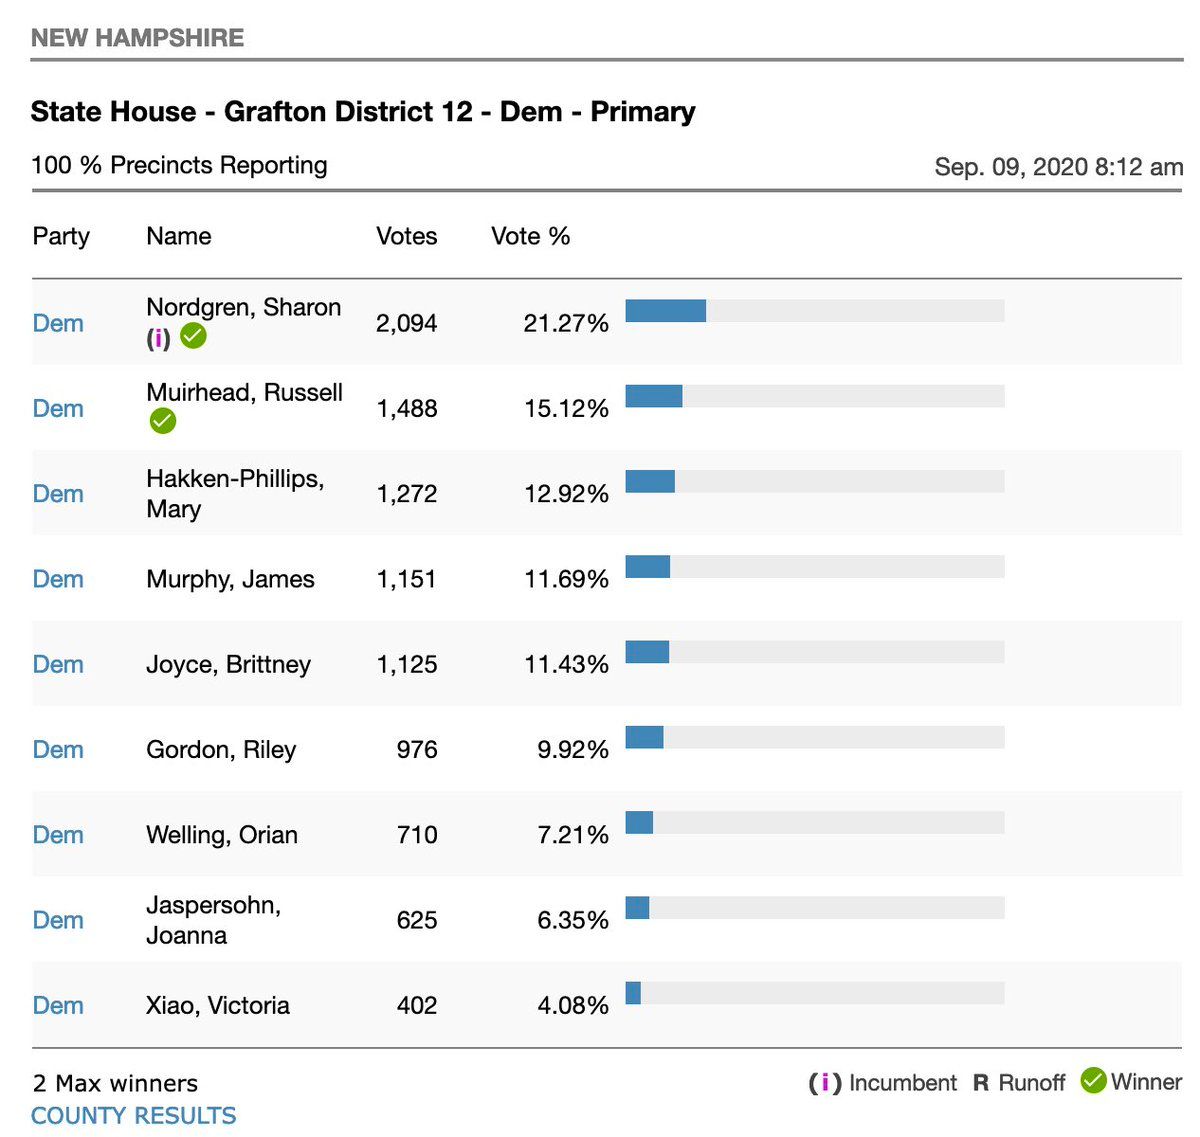 NEW HAMPSHIRE
State House - Grafton District 12 - Dem - Primary
100 % Precincts Reporting Sep. 09, 2020 8:12 am
Party Name Votes Vote %
Dem Nordgren, Sharon (i) 2,094 21.27%
Dem Muirhead, Russell 1,488 15.12%
Dem Hakken-Phillips, Mary 1,272 12.92%
Dem Murphy, James 1,151 11.69%
Dem Joyce, Brittney 1,125 11.43%
Dem Gordon, Riley 976 9.92%
Dem Welling, Orian 710 7.21%
Dem Jaspersohn, Joanna 625 6.35%
Dem Xiao, Victoria 402 4.08%
2 Max winners (i) Incumbent R Runoff Winner
COUNTY RESULTS